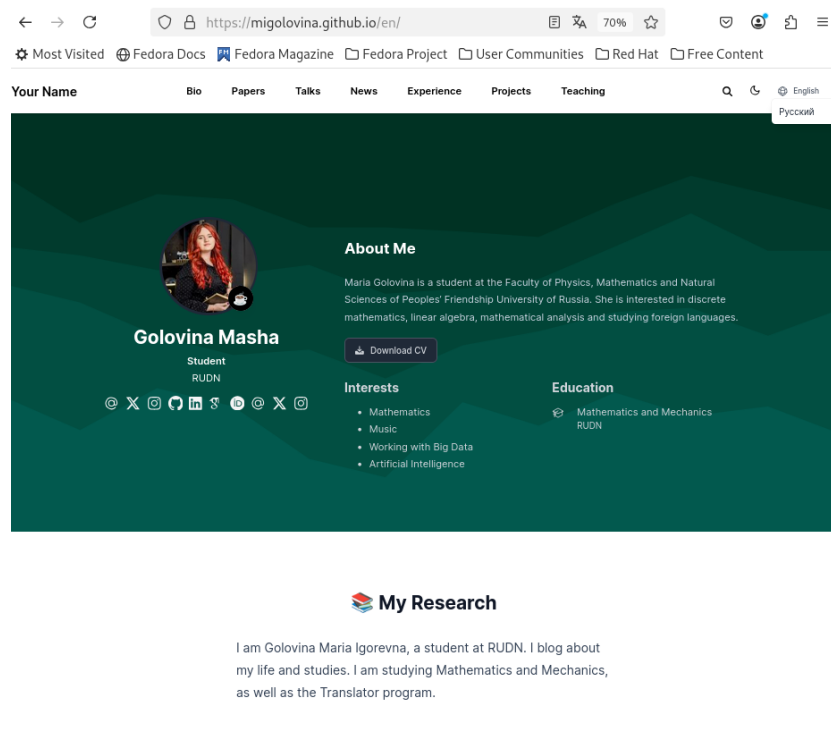 https://migolovina.github.io/en/
70%
Most Visited Fedora Docs Fedora Magazine Fedora Project User Communities Red Hat Free Content
Your Name Bio Papers Talks News Experience Projects Teaching English
Русский
About Me
Maria Golovina is a student at the Faculty of Physics, Mathematics and Natural
Sciences of Peoples’ Friendship University of Russia. She is interested in discrete
mathematics, linear algebra, mathematical analysis and studying foreign languages.
Download CV
Golovina Masha
Student
RUDN
Interests
Mathematics
Music
Working with Big Data
Artificial Intelligence
Education
Mathematics and Mechanics
RUDN
My Research
I am Golovina Maria Igorevna, a student at RUDN. I blog about
my life and studies. I am studying Mathematics and Mechanics,
as well as the Translator program.